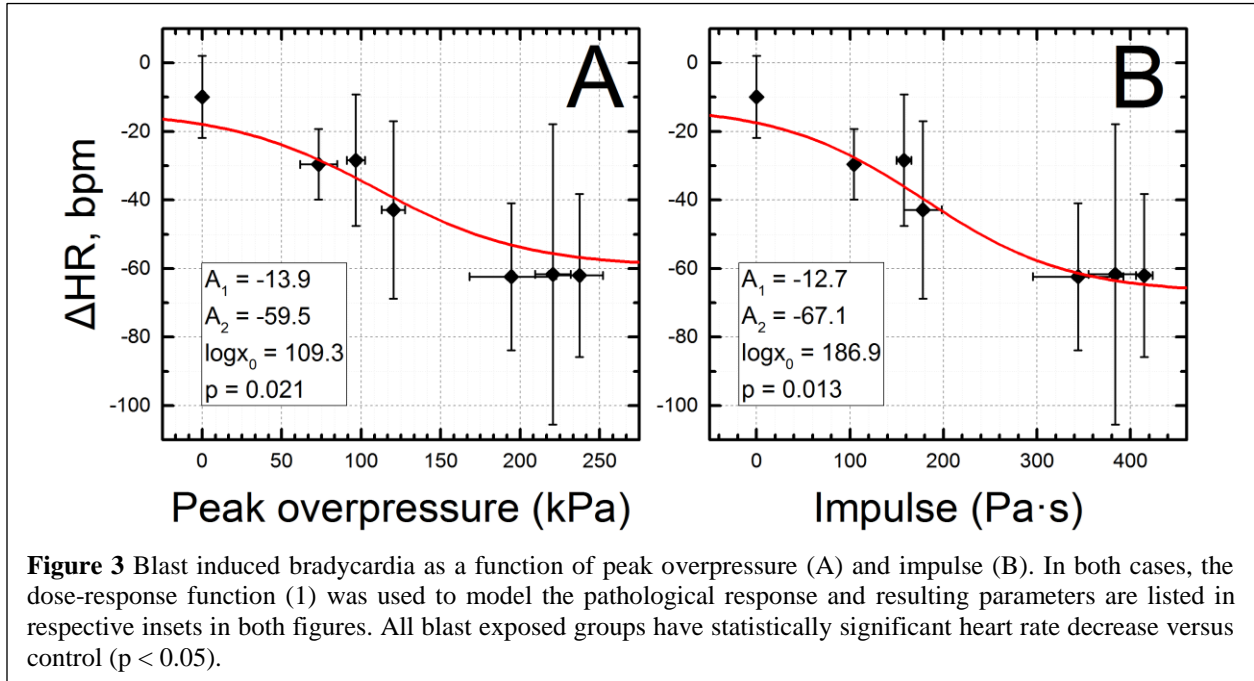 A
B
0
-20
-40
-60
-80
-100
ΔHR, bpm
A₁ = -13.9
A₂ = -59.5
logx₀ = 109.3
p = 0.021
0 50 100 150 200 250
Peak overpressure (kPa)
0
-20
-40
-60
-80
-100
A₁ = -12.7
A₂ = -67.1
logx₀ = 186.9
p = 0.013
0 100 200 300 400
Impulse (Pa·s)
Figure 3 Blast induced bradycardia as a function of peak overpressure (A) and impulse (B). In both cases, the
dose-response function (1) was used to model the pathological response and resulting parameters are listed in
respective insets in both figures. All blast exposed groups have statistically significant heart rate decrease versus
control (p < 0.05).